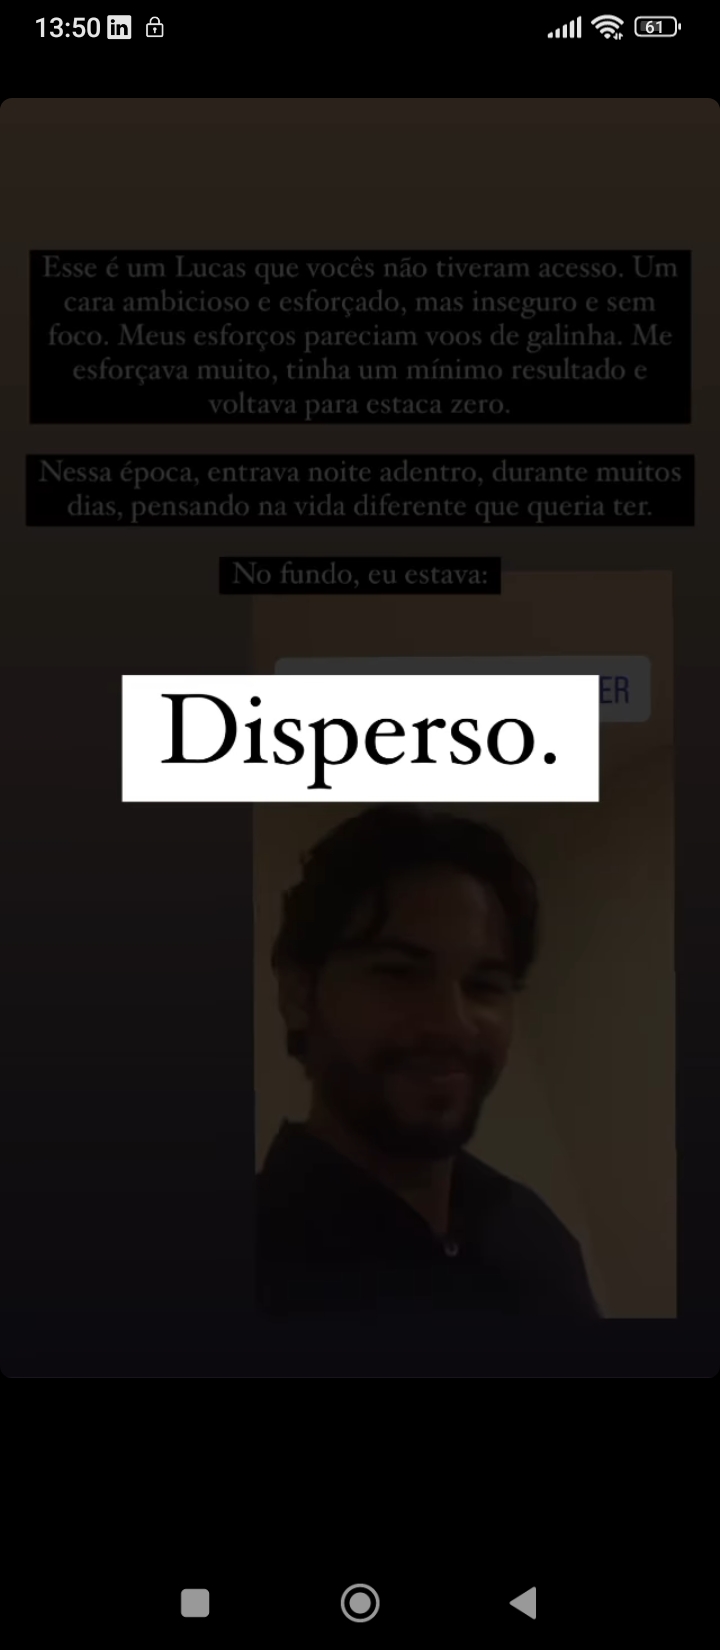 13:50 in
61
Esse é um Lucas que vocês não tiveram acesso. Um
cara ambicioso e esforçado, mas inseguro e sem
foco. Meus esforços pareciam voos de galinha. Me
esforçava muito, tinha um mínimo resultado e
voltava para estaca zero.
Nessa época, entrava noite adentro, durante muitos
dias, pensando na vida diferente que queria ter.
No fundo, eu estava:
ER
Disperso.